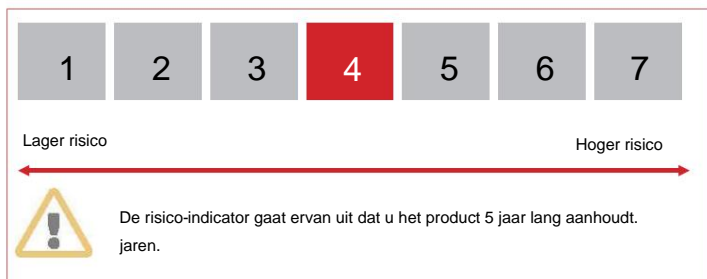 1 2 3 4 5 6 7
Lager risico Hoger risico
De risico-indicator gaat ervan uit dat u het product 5 jaar lang aanhoudt.
jaren.